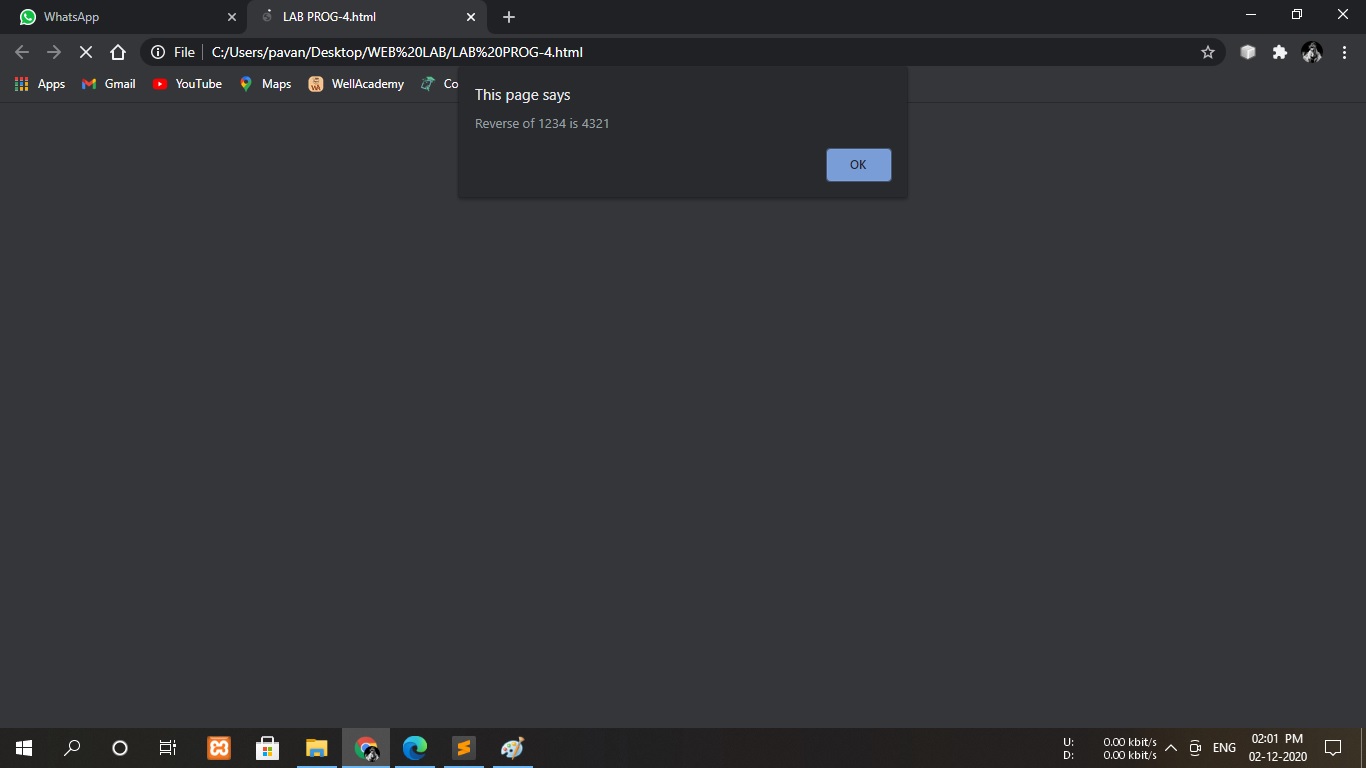 WhatsApp
LAB PROG-4.html
File C:/Users/pavan/Desktop/WEB%20LAB/LAB%20PROG-4.html
Apps Gmail YouTube Maps WellAcademy Co
This page says
Reverse of 1234 is 4321
OK
U: 0.00 kbit/s
D: 0.00 kbit/s
ENG
02:01 PM
02-12-2020